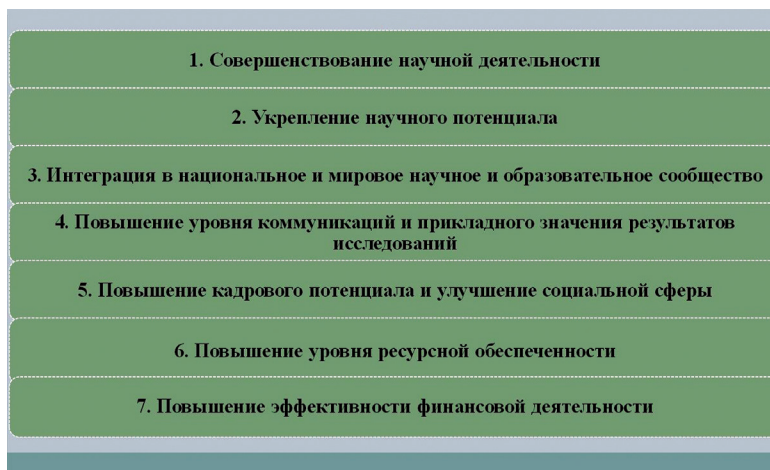 1. Совершенствование научной деятельности
2. Укрепление научного потенциала
3. Интеграция в национальное и мировое научное и образовательное сообщество
4. Повышение уровня коммуникаций и прикладного значения результатов
исследований
5. Повышение кадрового потенциала и улучшение социальной сферы
6. Повышение уровня ресурсной обеспеченности
7. Повышение эффективности финансовой деятельности